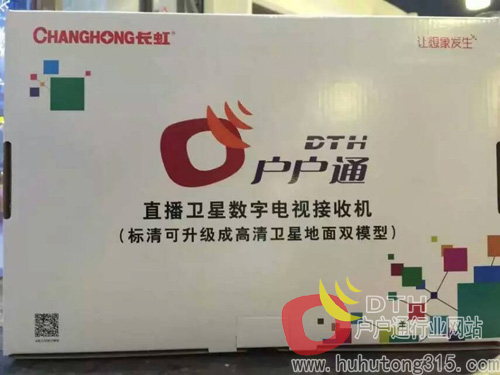 CHANGHONG长虹
让想象发生
DTH
户户通
直播卫星数字电视接收机
(标清可升级成高清卫星地面双模型)
DTH
户户通行业网站
www.huhutong315.com